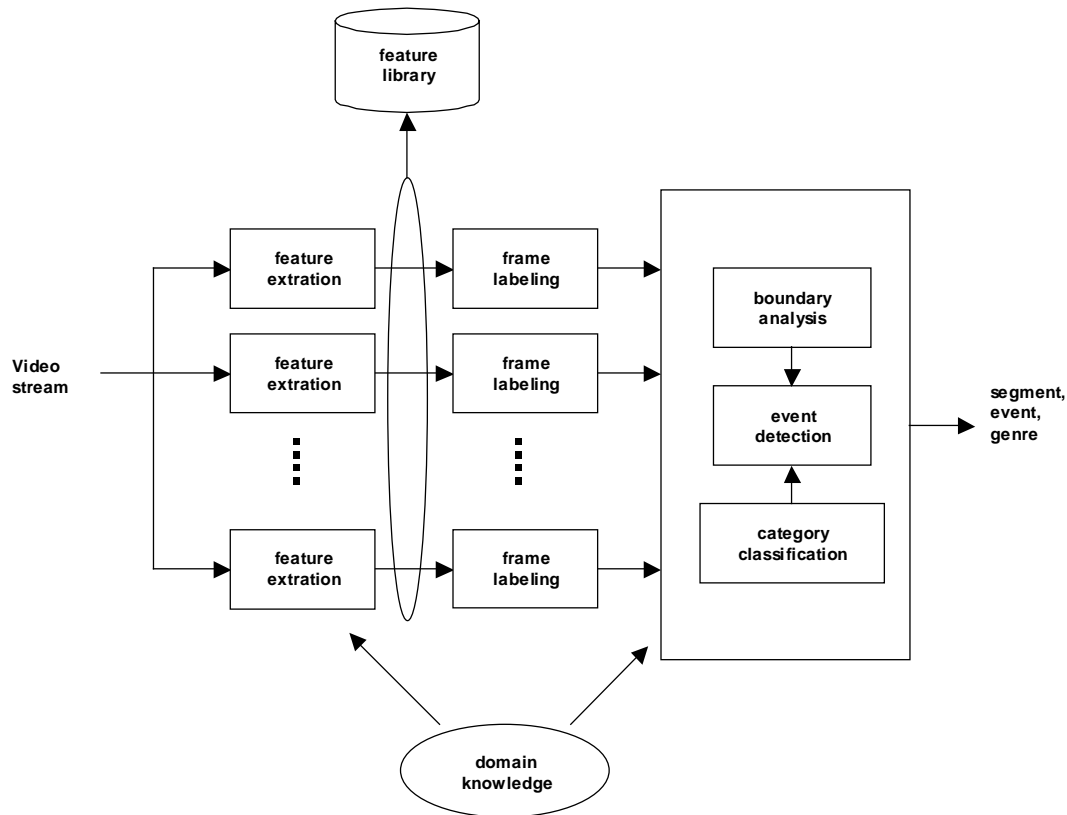 feature
library
feature
extration
frame
labeling
boundary
analysis
Video
stream
feature
extration
frame
labeling
event
detection
segment,
event,
genre
feature
extration
frame
labeling
category
classification
domain
knowledge